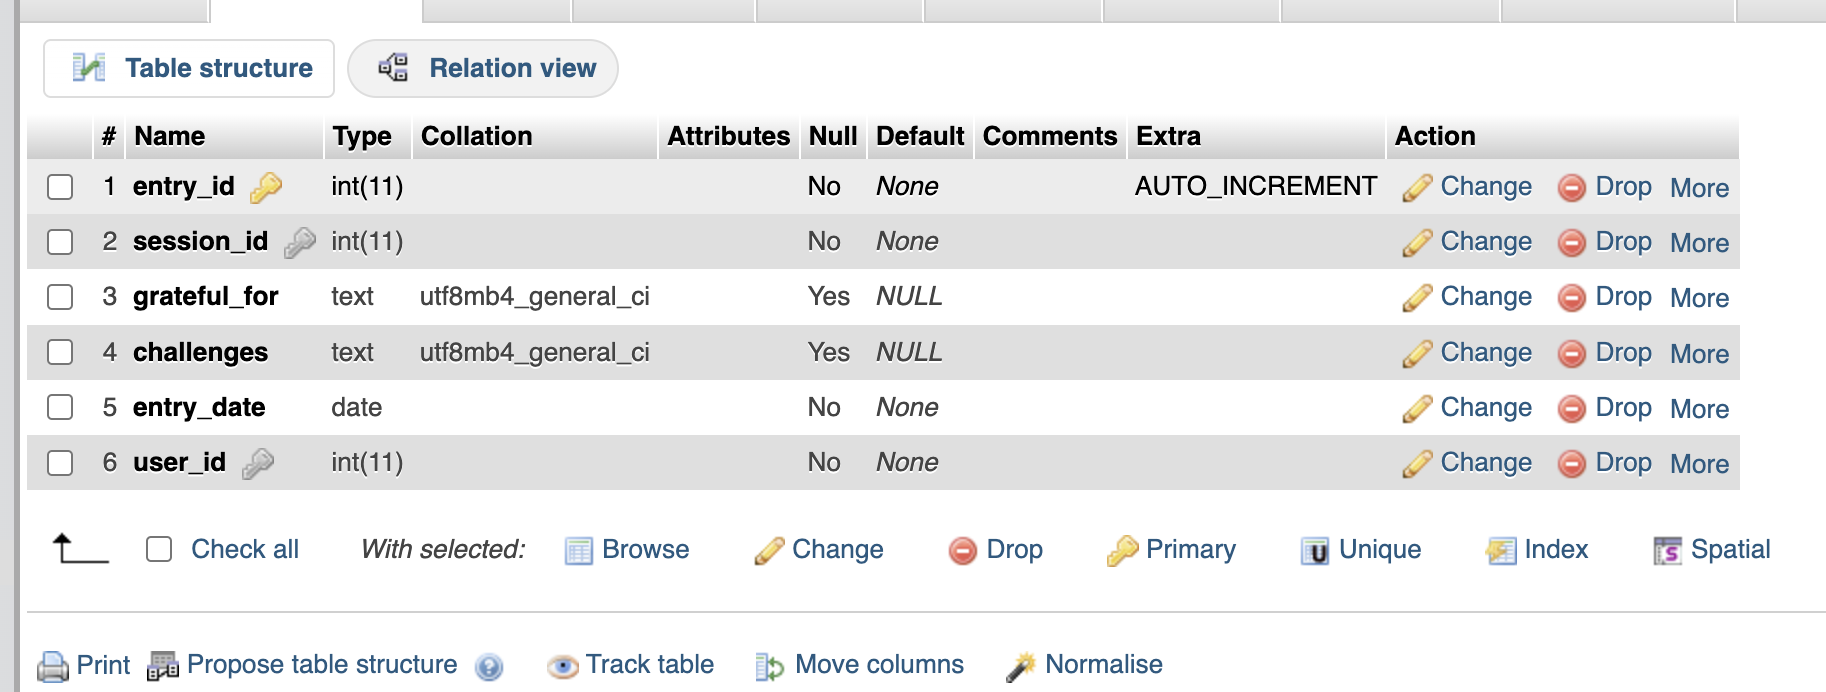 Table structure Relation view
# Name Type Collation Attributes Null Default Comments Extra Action
1 entry_id int(11) No None AUTO_INCREMENT Change Drop More
2 session_id int(11) No None Change Drop More
3 grateful_for text utf8mb4_general_ci Yes NULL Change Drop More
4 challenges text utf8mb4_general_ci Yes NULL Change Drop More
5 entry_date date No None Change Drop More
6 user_id int(11) No None Change Drop More
Check all With selected: Browse Change Drop Primary Unique Index Spatial
Print Propose table structure Track table Move columns Normalise